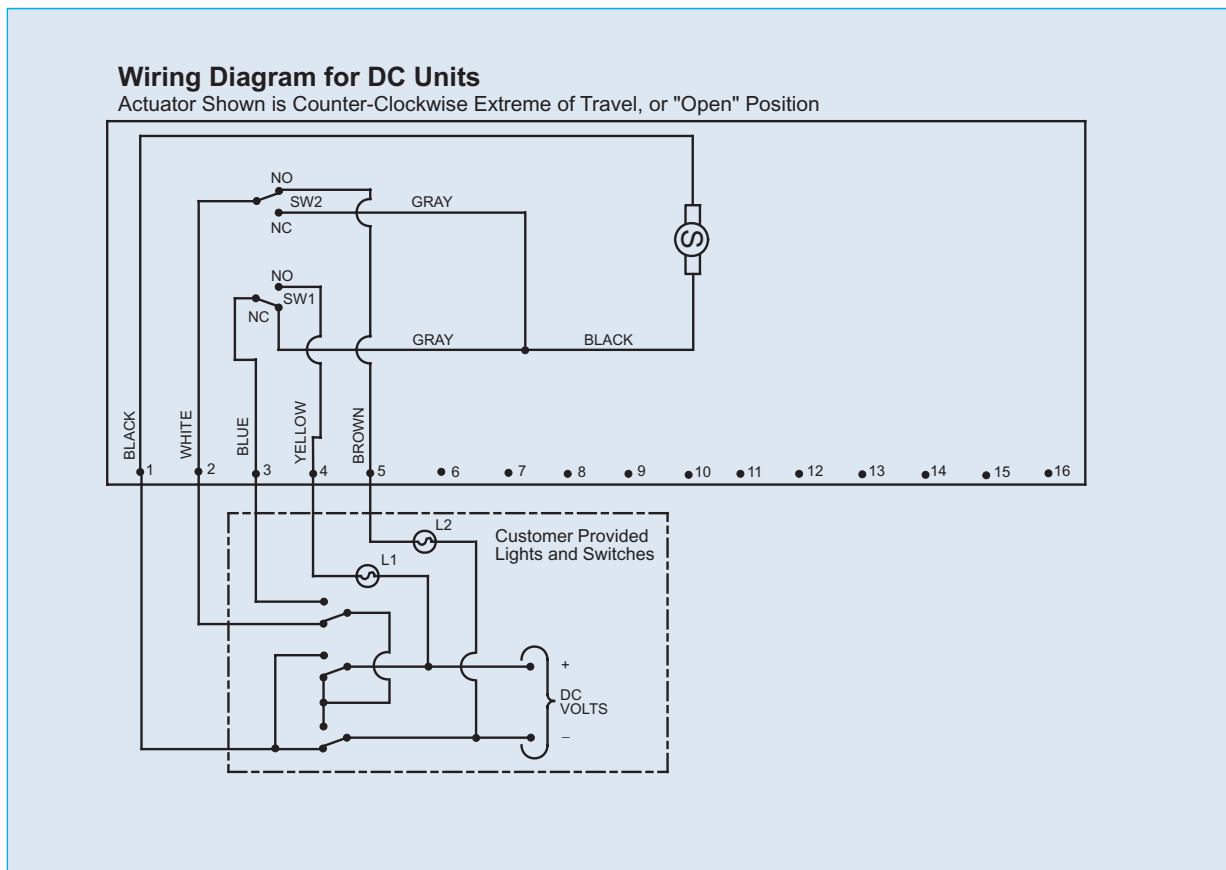 Wiring Diagram for DC Units
Actuator Shown is Counter-Clockwise Extreme of Travel, or "Open" Position
NO
SW2
GRAY
NC
S
NO
SW1
NC
GRAY
BLACK
BLACK
WHITE
BLUE
YELLOW
BROWN
1
2
3
4
5
6
7
8
9
10
11
12
13
14
15
16
L2
Customer Provided
Lights and Switches
L1
+
DC
VOLTS
–